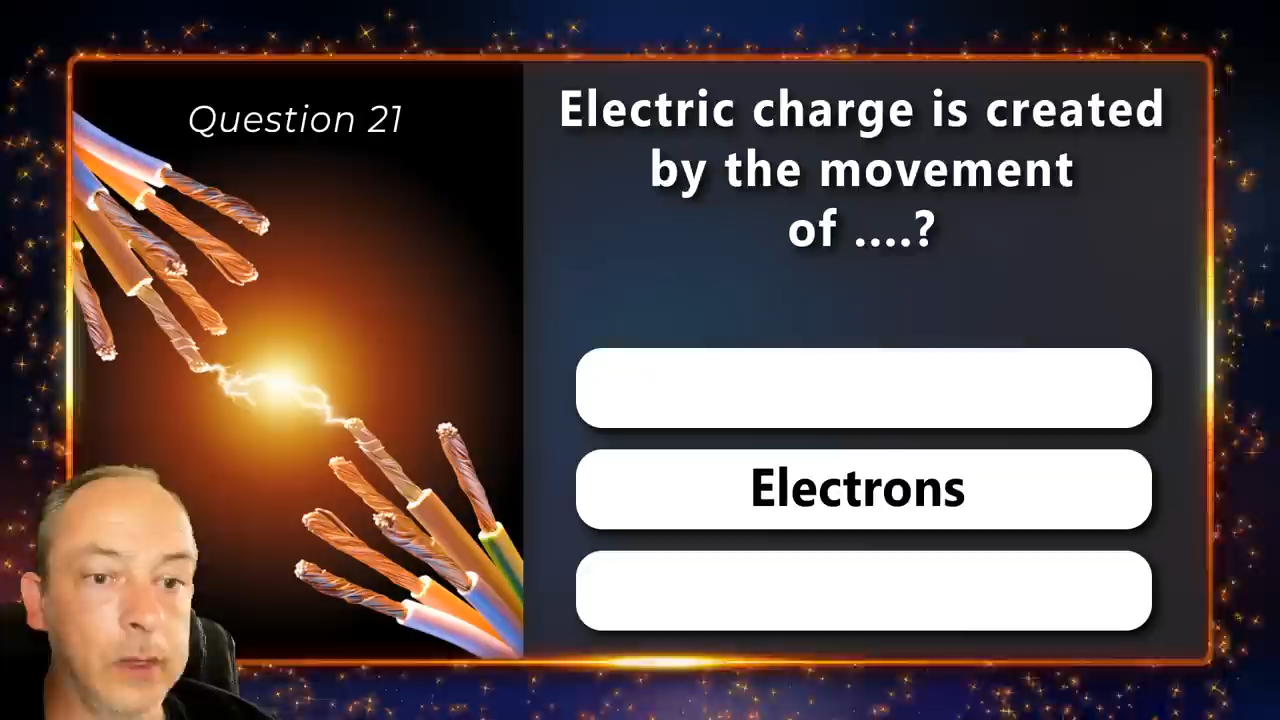 Question 21
Electric charge is created
by the movement
of ....?
Electrons